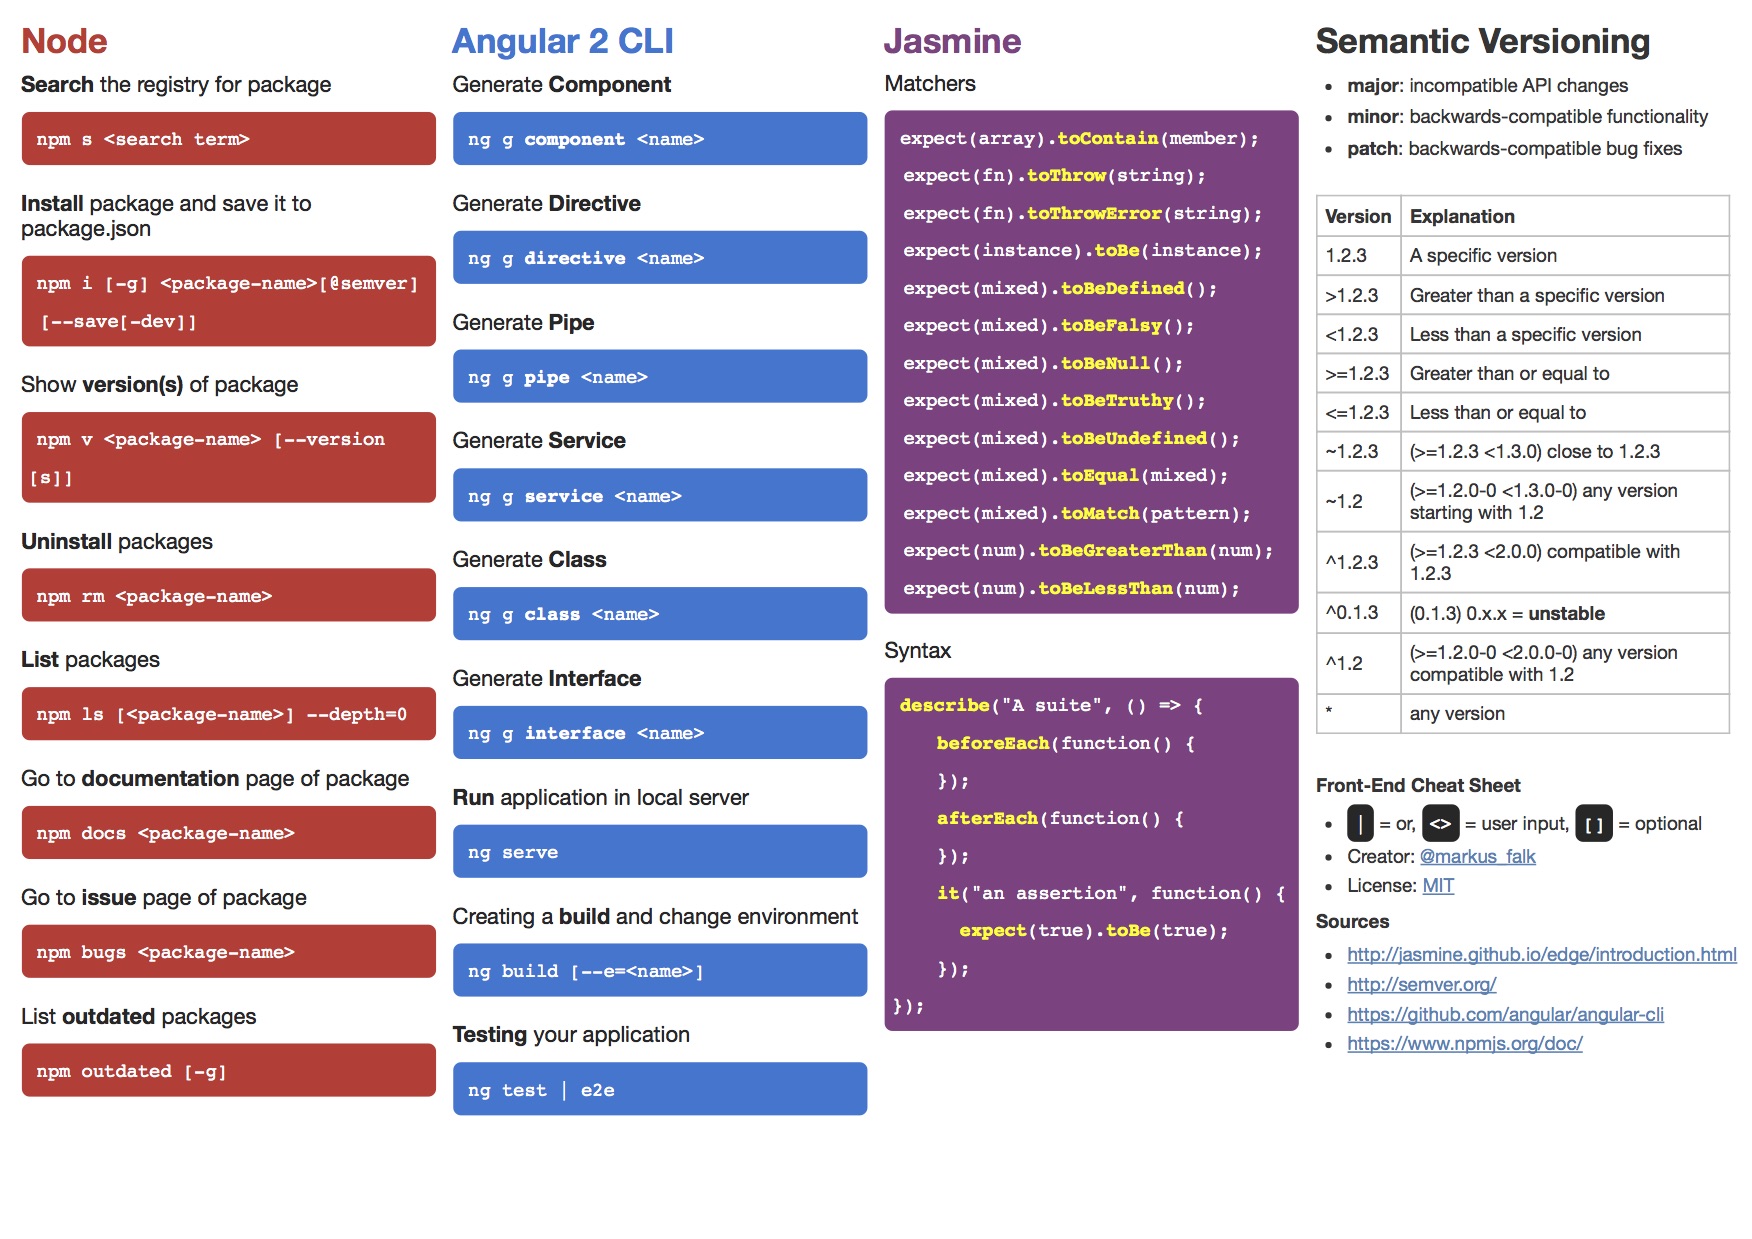 Node
Search the registry for package
npm s <search term>
Install package and save it to
package.json
npm i [-g] <package-name>[@semver]
[--save[-dev]]
Show version(s) of package
npm v <package-name> [--version
[s]]
Uninstall packages
npm rm <package-name>
List packages
npm ls [<package-name>] --depth=0
Go to documentation page of package
npm docs <package-name>
Go to issue page of package
npm bugs <package-name>
List outdated packages
npm outdated [-g]
Angular 2 CLI
Generate Component
ng g component <name>
Generate Directive
ng g directive <name>
Generate Pipe
ng g pipe <name>
Generate Service
ng g service <name>
Generate Class
ng g class <name>
Generate Interface
ng g interface <name>
Run application in local server
ng serve
Creating a build and change environment
ng build [--e=<name>]
Testing your application
ng test | e2e
Jasmine
Matchers
expect(array).toContain(member);
expect(fn).toThrow(string);
expect(fn).toThrowError(string);
expect(instance).toBe(instance);
expect(mixed).toBeDefined();
expect(mixed).toBeFalsy();
expect(mixed).toBeNull();
expect(mixed).toBeTruthy();
expect(mixed).toBeUndefined();
expect(mixed).toEqual(mixed);
expect(mixed).toMatch(pattern);
expect(num).toBeGreaterThan(num);
expect(num).toBeLessThan(num);
Syntax
describe("A suite", () => {
beforeEach(function() {
});
afterEach(function() {
});
it("an assertion", function() {
expect(true).toBe(true);
});
});
Semantic Versioning
• major: incompatible API changes
• minor: backwards-compatible functionality
• patch: backwards-compatible bug fixes
Version Explanation
1.2.3 A specific version
>1.2.3 Greater than a specific version
<1.2.3 Less than a specific version
>=1.2.3 Greater than or equal to
<=1.2.3 Less than or equal to
~1.2.3 (>=1.2.3 <1.3.0) close to 1.2.3
~1.2 (>=1.2.0-0 <1.3.0-0) any version
starting with 1.2
^1.2.3 (>=1.2.3 <2.0.0) compatible with
1.2.3
^0.1.3 (0.1.3) 0.x.x = unstable
^1.2 (>=1.2.0-0 <2.0.0-0) any version
compatible with 1.2
* any version
Front-End Cheat Sheet
• | = or, <> = user input, [] = optional
• Creator: @markus_falk
• License: MIT
Sources
• http://jasmine.github.io/edge/introduction.html
• http://semver.org/
• https://github.com/angular/angular-cli
• https://www.npmjs.org/doc/